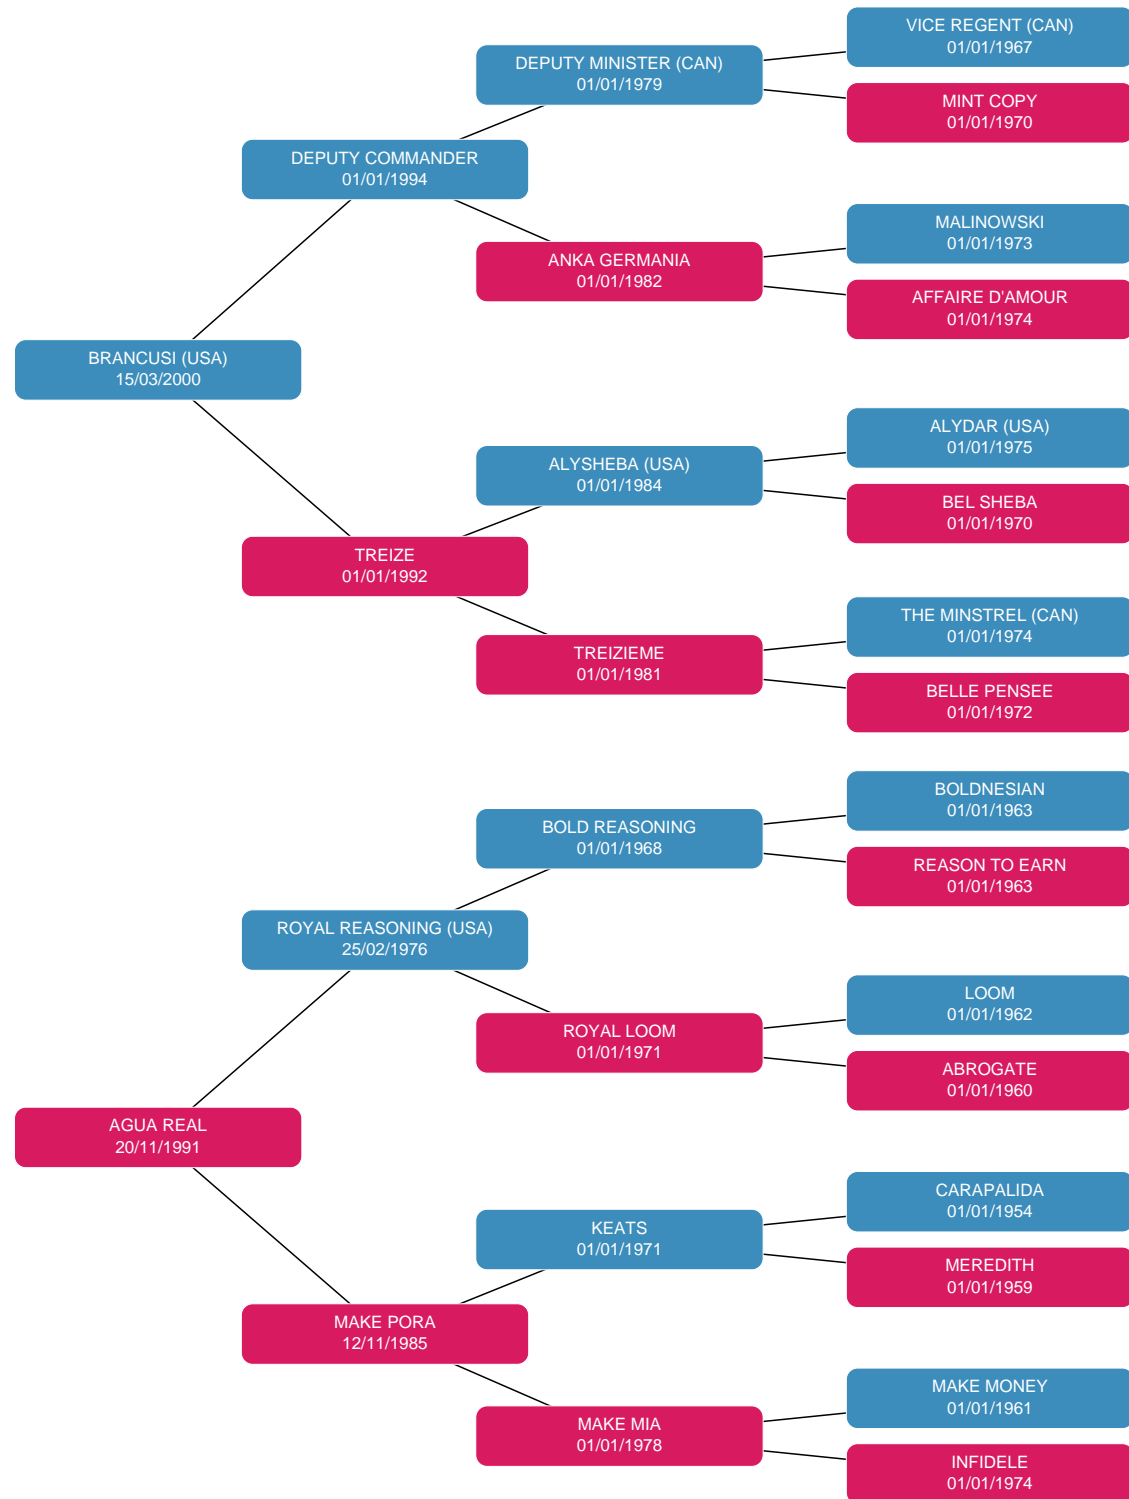 VICE REGENT (CAN)
01/01/1967
DEPUTY MINISTER (CAN)
01/01/1979
MINT COPY
01/01/1970
DEPUTY COMMANDER
01/01/1994
MALINOWSKI
01/01/1973
ANKA GERMANIA
01/01/1982
AFFAIRE D'AMOUR
01/01/1974
BRANCUSI (USA)
15/03/2000
ALYDAR (USA)
01/01/1975
ALYSHEBA (USA)
01/01/1984
BEL SHEBA
01/01/1970
TREIZE
01/01/1992
THE MINSTREL (CAN)
01/01/1974
TREIZIEME
01/01/1981
BELLE PENSEE
01/01/1972
BOLDNESIAN
01/01/1963
BOLD REASONING
01/01/1968
REASON TO EARN
01/01/1963
ROYAL REASONING (USA)
25/02/1976
LOOM
01/01/1962
ROYAL LOOM
01/01/1971
ABROGATE
01/01/1960
AGUA REAL
20/11/1991
CARAPALIDA
01/01/1954
KEATS
01/01/1971
MEREDITH
01/01/1959
MAKE PORA
12/11/1985
MAKE MONEY
01/01/1961
MAKE MIA
01/01/1978
INFIDELE
01/01/1974